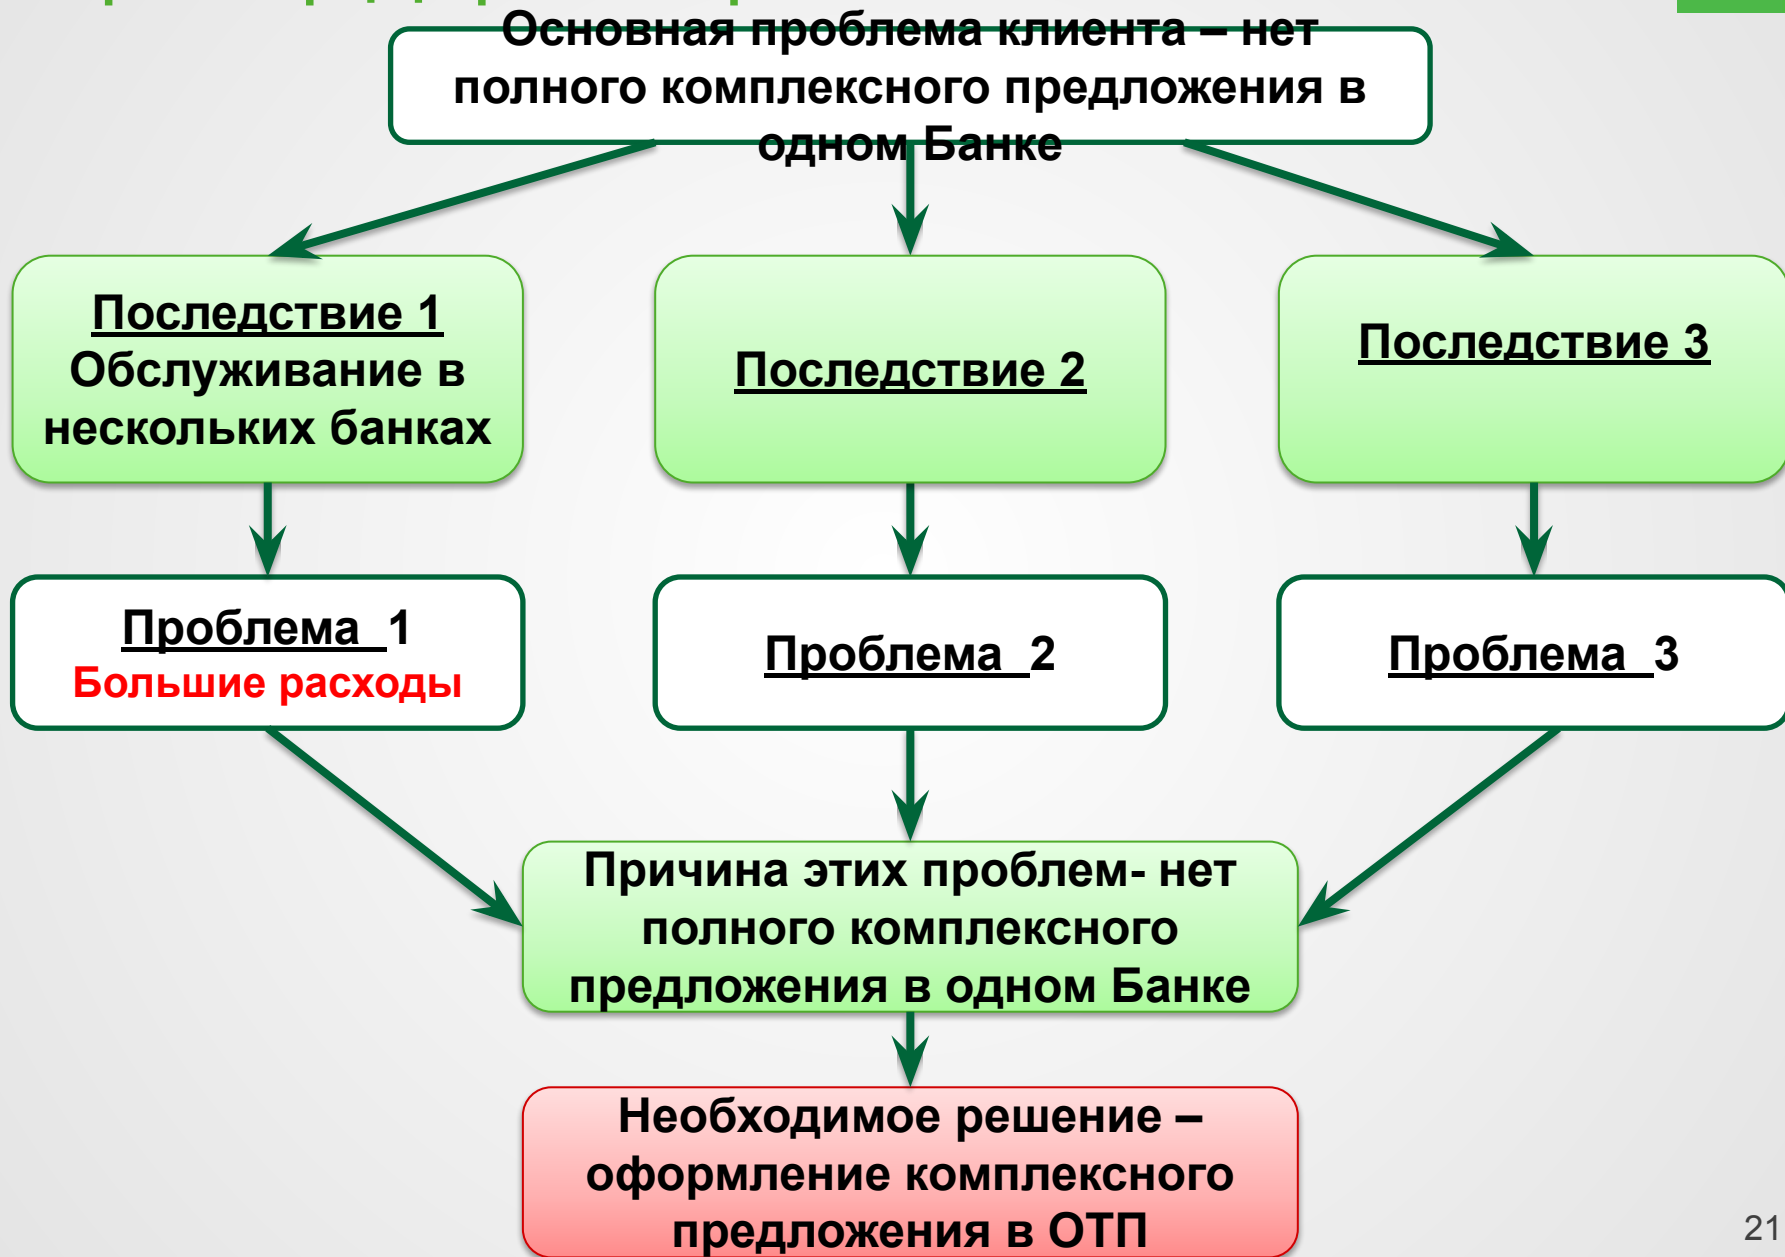 Основная проблема клиента – нет
полного комплексного предложения в
одном Банке
Последствие 1
Обслуживание в
нескольких банках
Последствие 2
Последствие 3
Проблема 1
Большие расходы
Проблема 2
Проблема 3
Причина этих проблем- нет
полного комплексного
предложения в одном Банке
Необходимое решение –
оформление комплексного
предложения в ОТП
21